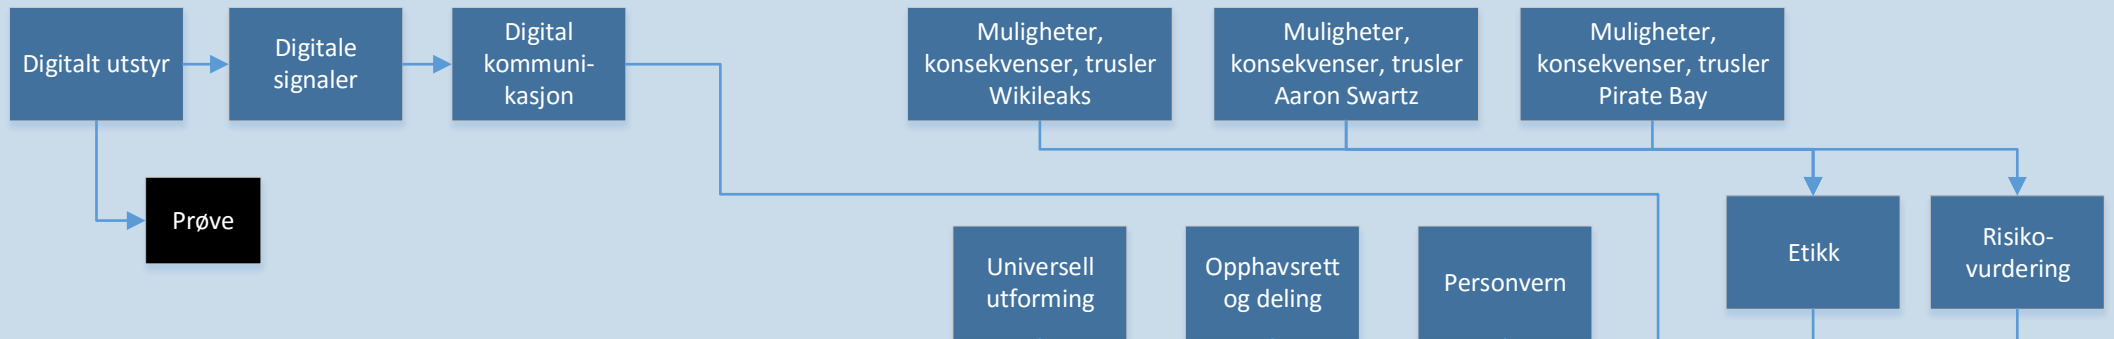 Digitalt utstyr
Digitale
signaler
Digital
kommuni-
kasjon
Muligheter,
konsekvenser, trusler
Wikileaks
Muligheter,
konsekvenser, trusler
Aaron Swartz
Muligheter,
konsekvenser, trusler
Pirate Bay
Prøve
Universell
utforming
Opphavsrett
og deling
Personvern
Etikk
Risiko-
vurdering